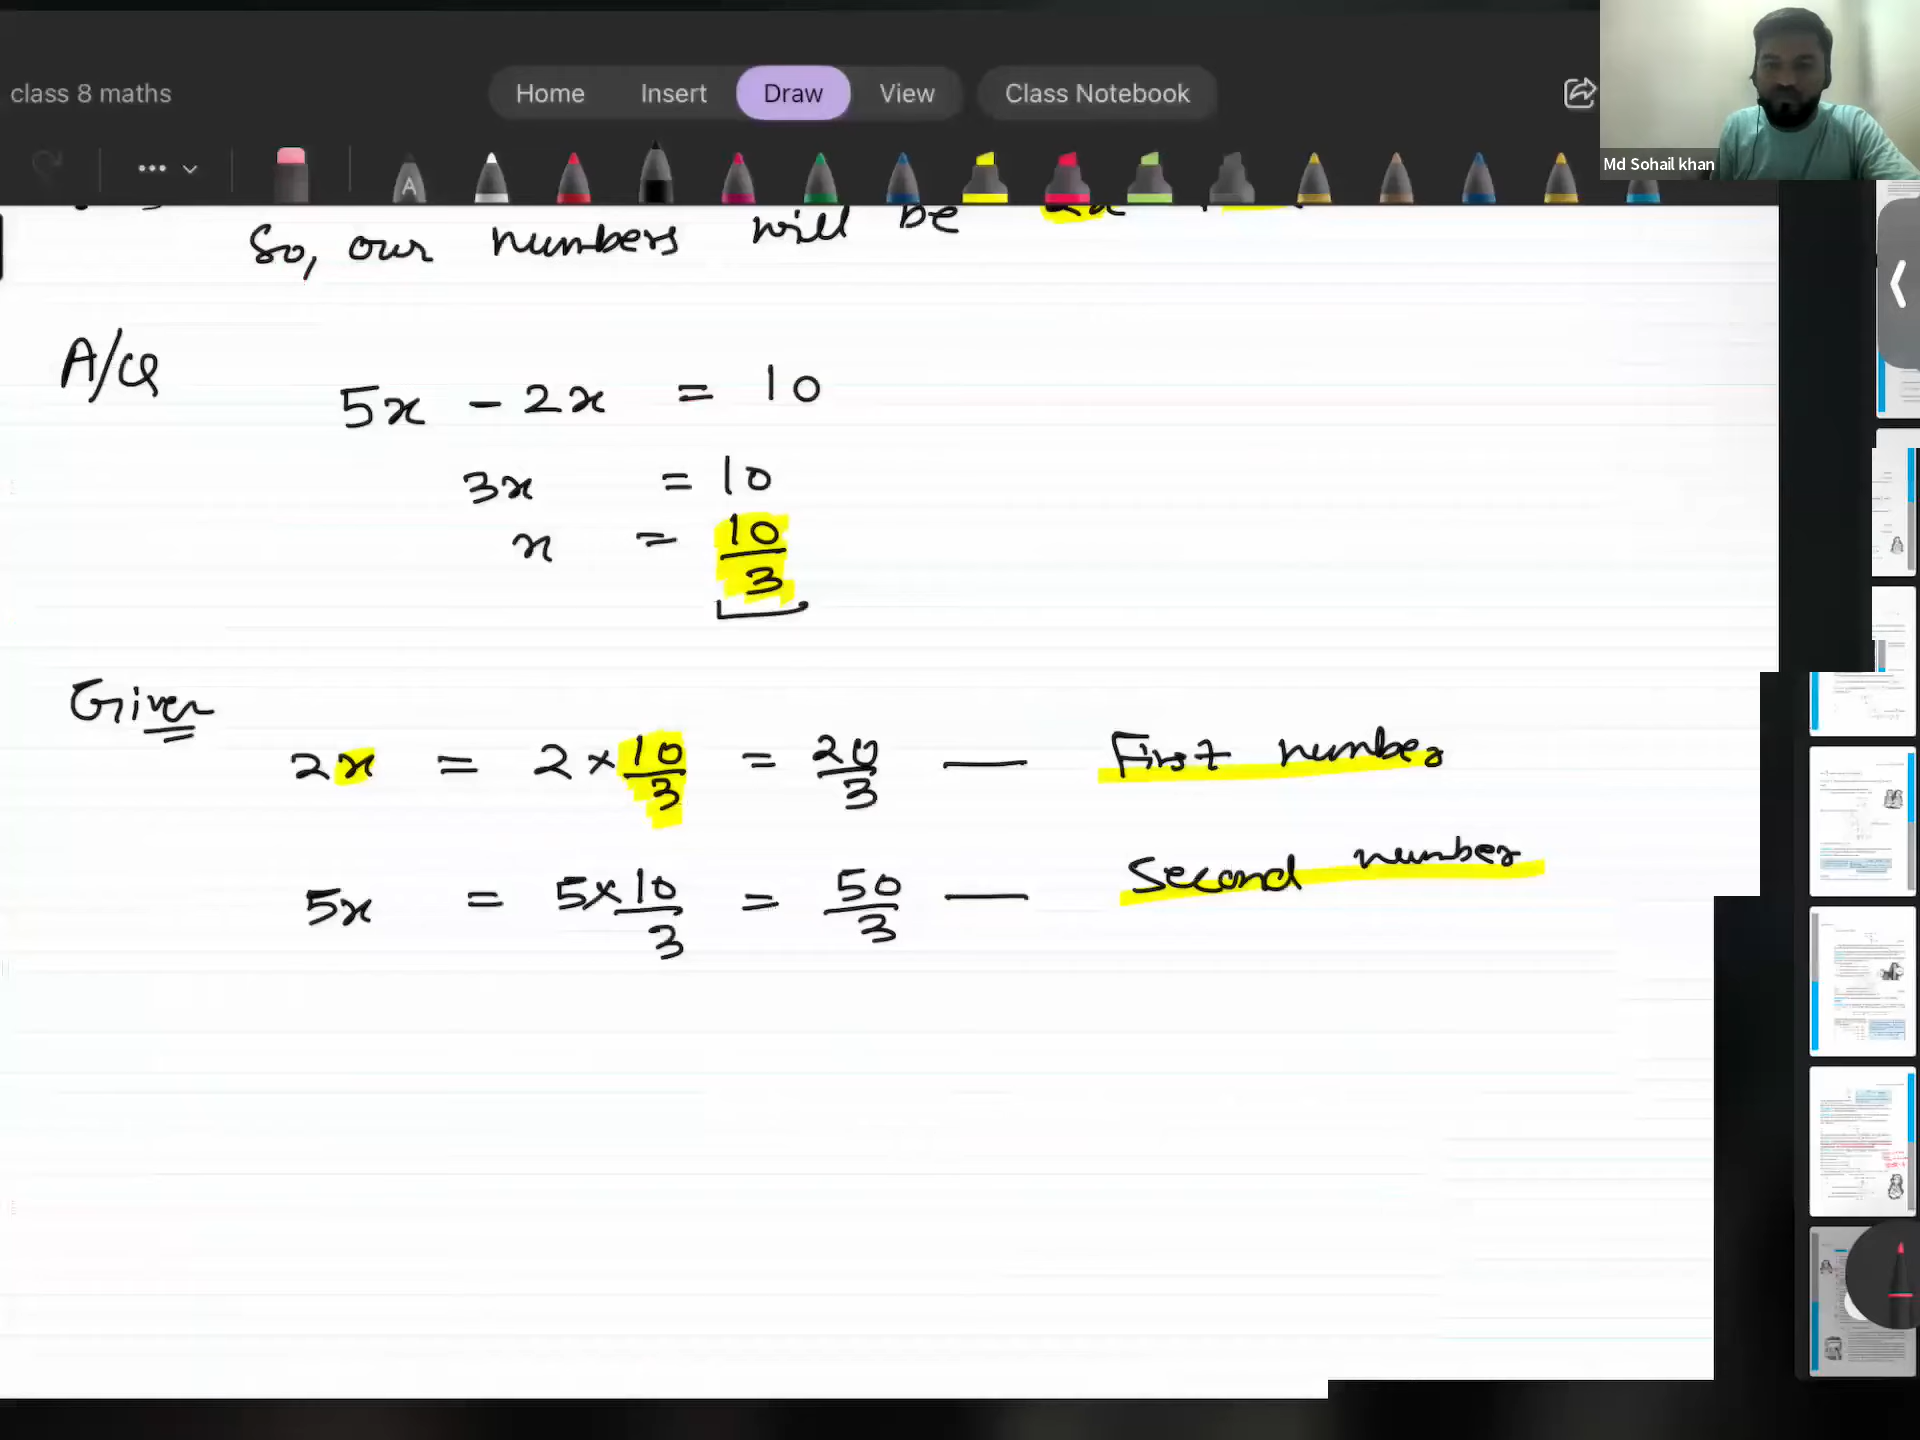 class 8 maths
Home Insert Draw View Class Notebook
A
Md Sohail khan
So, our numbers will be 2x
A/Q
5x - 2x = 10
3x = 10
x = 10/3
Given
2x = 2 × 10/3 = 20/3 — First number
5x = 5×10/3 = 50/3 — Second number